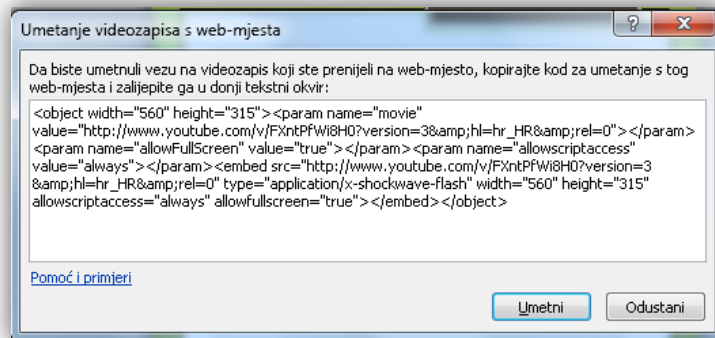 Umetanje videozapisa s web-mjesta
Da biste umetnuli vezu na videozapis koji ste prenijeli na web-mjesto, kopirajte kod za umetanje s tog
web-mjesta i zalijepite ga u donji tekstni okvir:
<object width="560" height="315"><param name="movie"
value="http://www.youtube.com/v/FXntPfWi8H0?version=3&amp;hl=hr_HR&amp;rel=0"></param>
<param name="allowFullScreen" value="true"></param><param name="allowscriptaccess"
value="always"></param><embed src="http://www.youtube.com/v/FXntPfWi8H0?version=3
&amp;hl=hr_HR&amp;rel=0" type="application/x-shockwave-flash" width="560" height="315"
allowscriptaccess="always" allowfullscreen="true"></embed></object>
Pomoć i primjeri
Umetni
Odustani